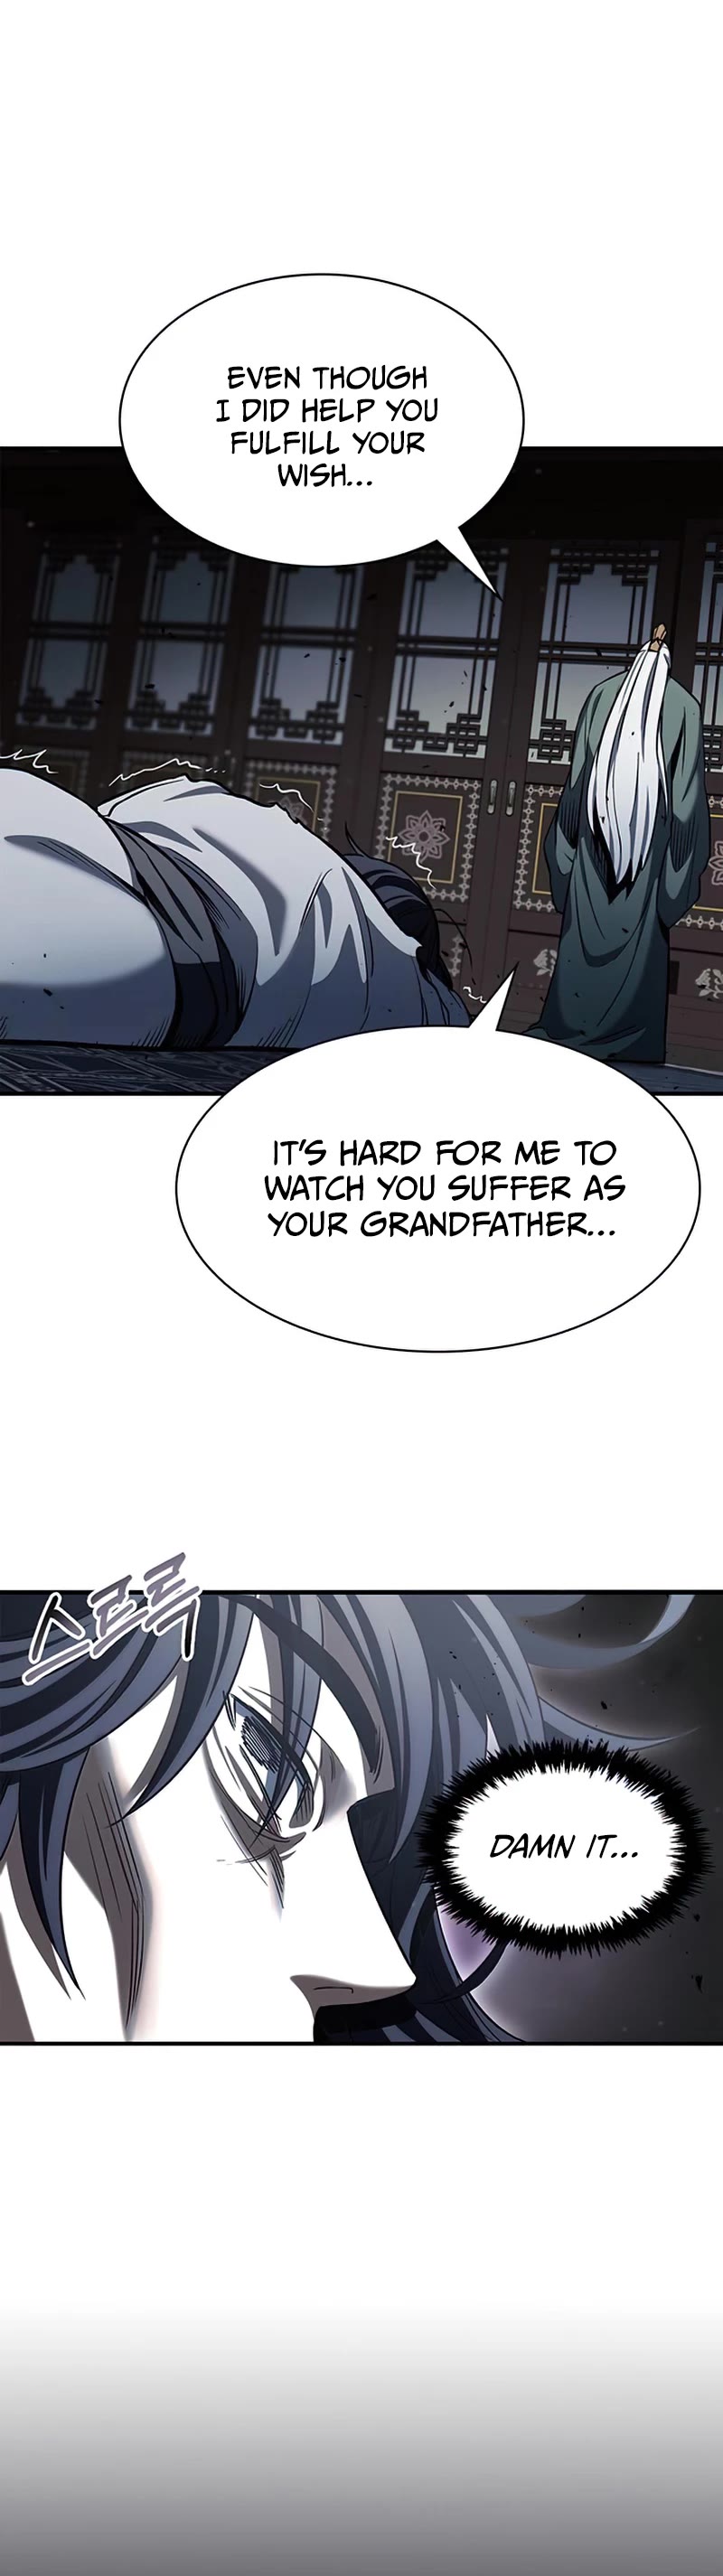 EVEN THOUGH
I DID HELP YOU
FULFILL YOUR
WISH...
IT'S HARD FOR ME TO
WATCH YOU SUFFER AS
YOUR GRANDFATHER...
스르륵
DAMN IT...